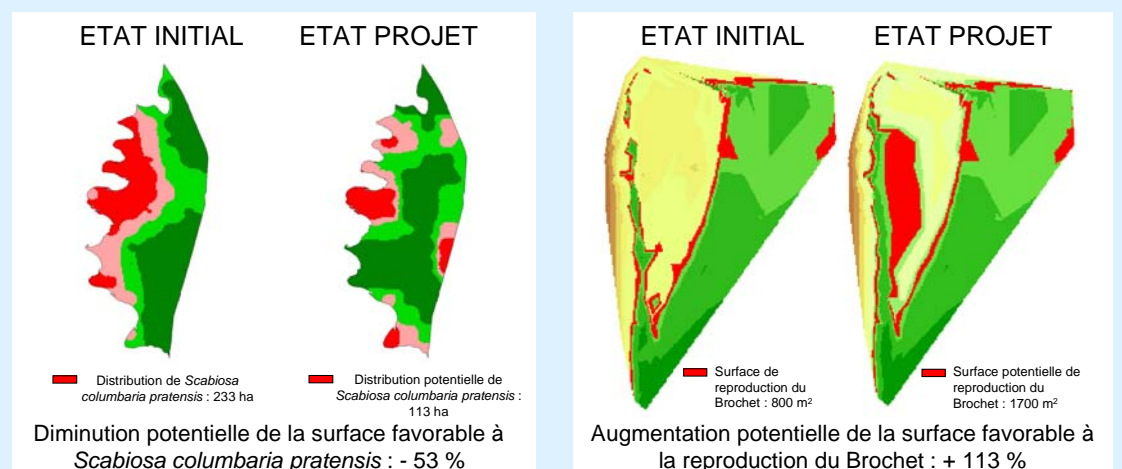 ETAT INITIAL ETAT PROJET
Distribution de Scabiosa
columbaria pratensis : 233 ha
Distribution potentielle de
Scabiosa columbaria pratensis :
113 ha
Diminution potentielle de la surface favorable à
Scabiosa columbaria pratensis : - 53 %
ETAT INITIAL ETAT PROJET
Surface de
reproduction du
Brochet : 800 m²
Surface potentielle de
reproduction du
Brochet : 1700 m²
Augmentation potentielle de la surface favorable à
la reproduction du Brochet : + 113 %